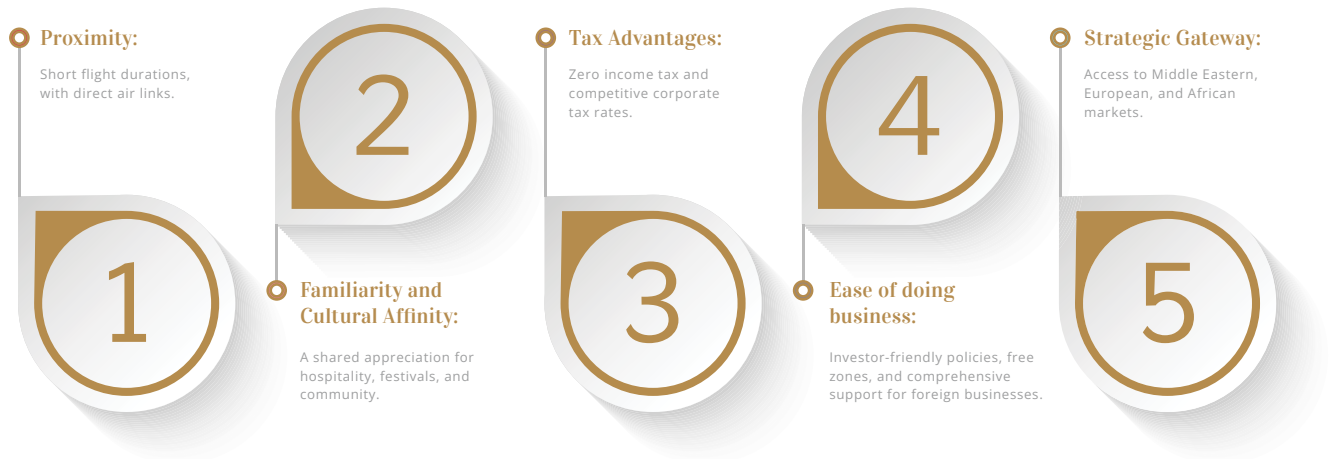 1
Proximity:
Short flight durations,
with direct air links.
2
Familiarity and
Cultural Affinity:
A shared appreciation for
hospitality, festivals, and
community.
3
Tax Advantages:
Zero income tax and
competitive corporate
tax rates.
4
Ease of doing
business:
Investor-friendly policies, free
zones, and comprehensive
support for foreign businesses.
5
Strategic Gateway:
Access to Middle Eastern,
European, and African
markets.